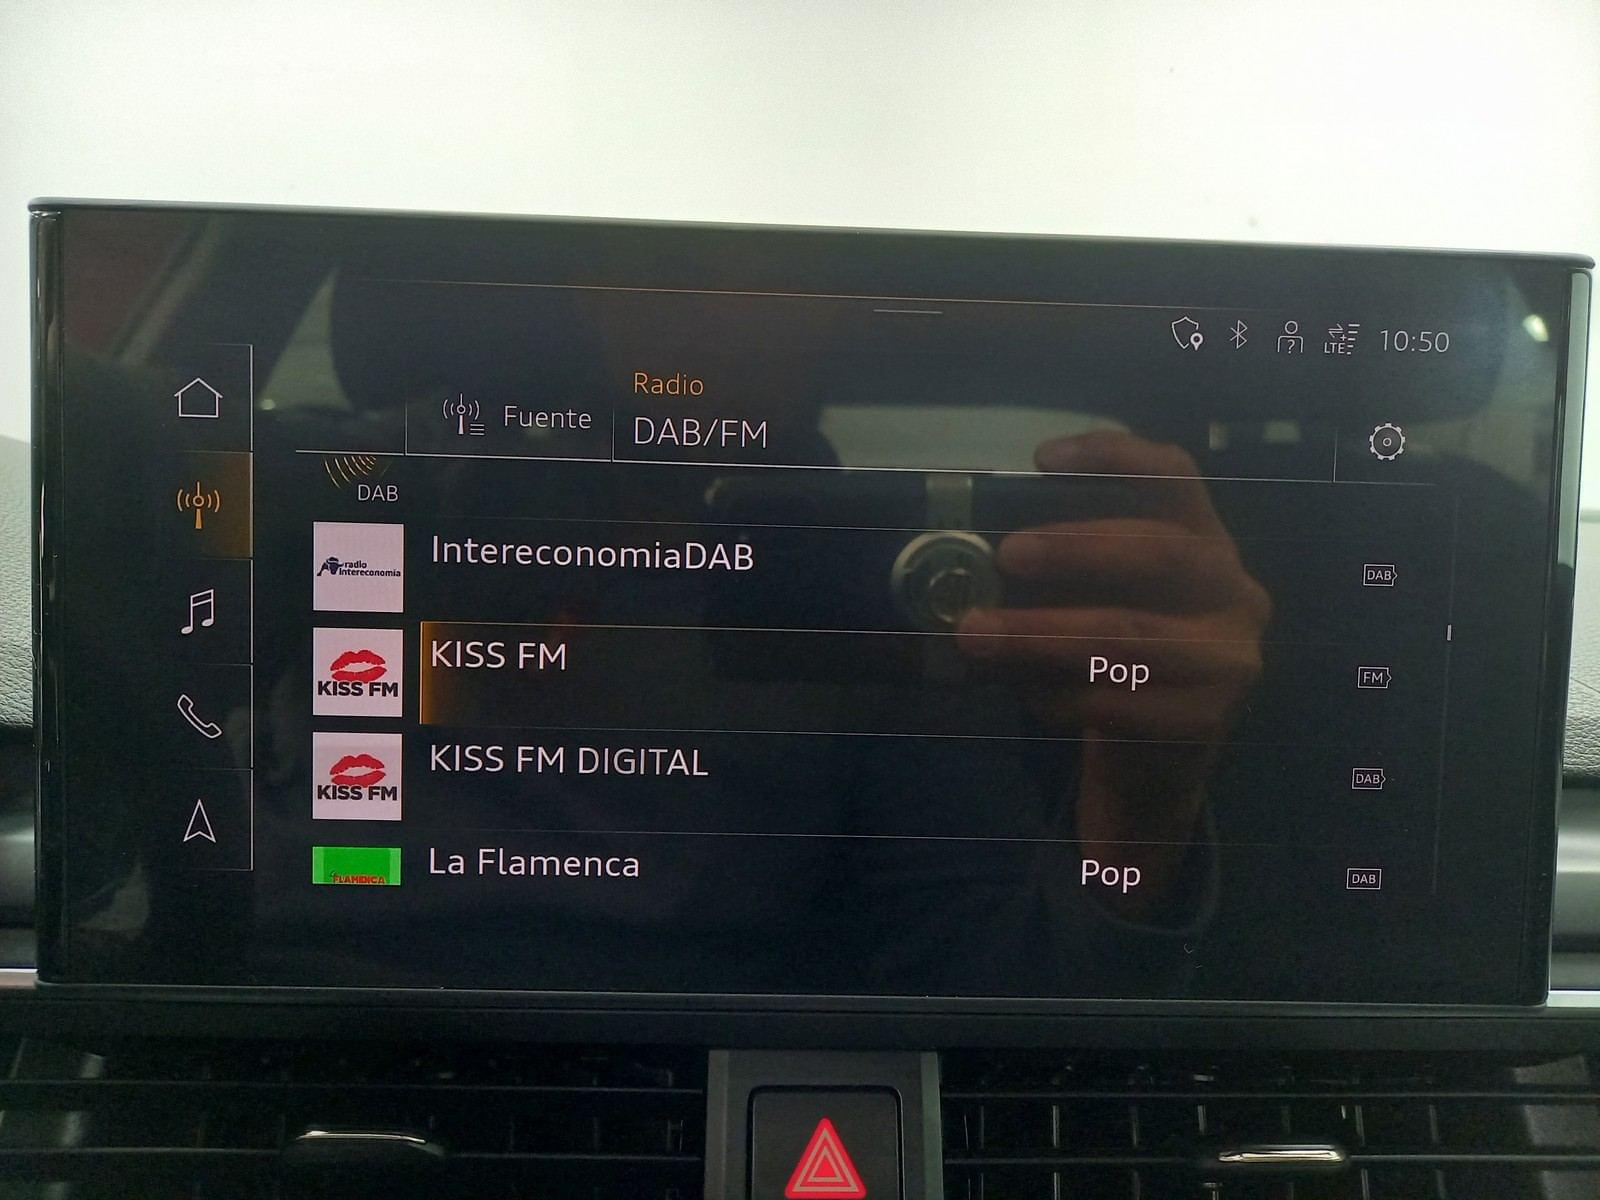 LTE 10:50
Fuente
Radio
DAB/FM
DAB
radio
Intereconomia
IntereconomiaDAB
DAB
KISS FM
KISS FM
Pop
FM
KISS FM
KISS FM DIGITAL
DAB
La Flamenca
Pop
DAB